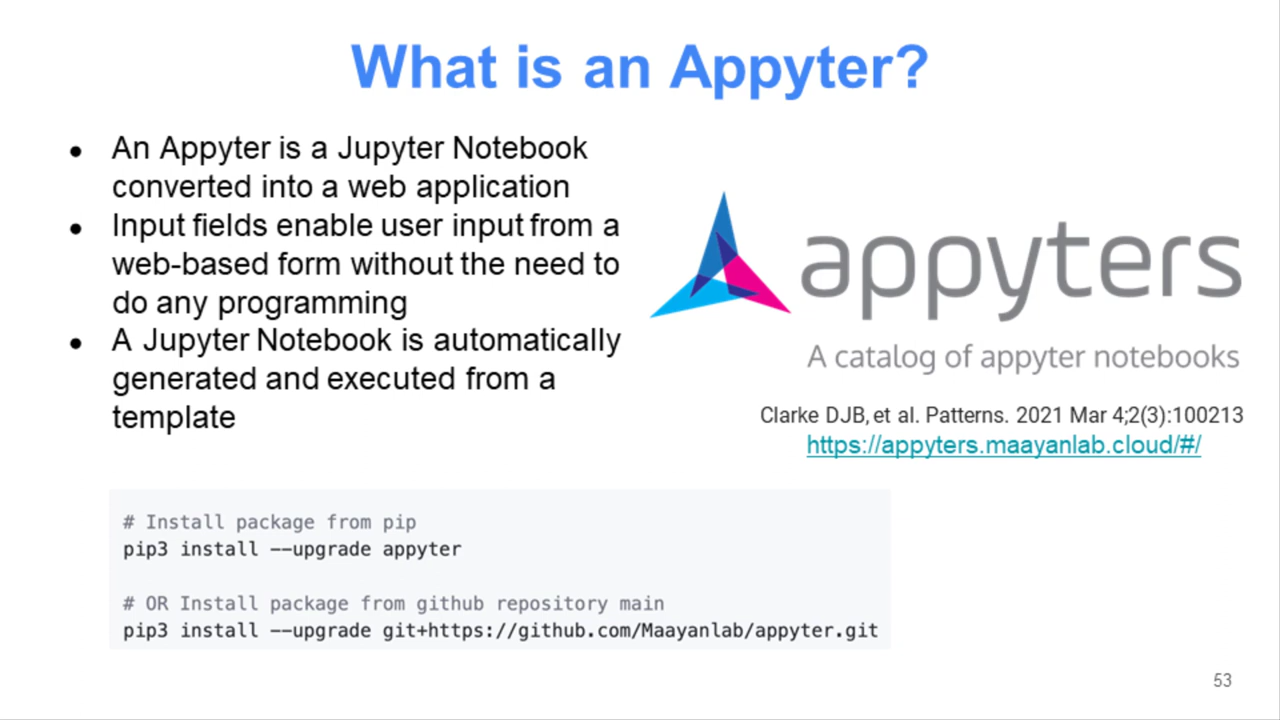 What is an Appyter?
● An Appyter is a Jupyter Notebook
converted into a web application
● Input fields enable user input from a
web-based form without the need to
do any programming
● A Jupyter Notebook is automatically
generated and executed from a
template
appyters
A catalog of appyter notebooks
Clarke DJB, et al. Patterns. 2021 Mar 4;2(3):100213
https://appyters.maayanlab.cloud/#/
# Install package from pip
pip3 install --upgrade appyter
# OR Install package from github repository main
pip3 install --upgrade git+https://github.com/Maayanlab/appyter.git
53